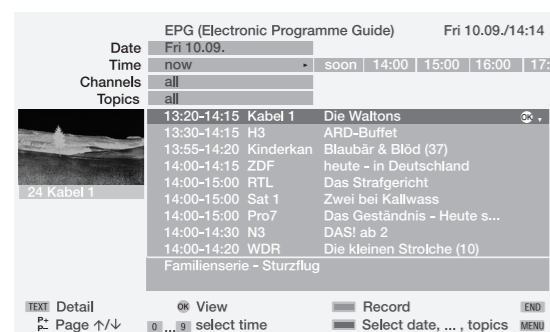 EPG (Electronic Programme Guide) Fri 10.09./14:14
Date Fri 10.09.
Time now soon 14:00 15:00 16:00 17:
Channels all
Topics all
13:20-14:15 Kabel 1 Die Waltons OK
13:30-14:15 H3 ARD-Buffet
13:55-14:20 Kinderkan Blaubär & Blöd (37)
14:00-14:15 ZDF heute - in Deutschland
14:00-15:00 RTL Das Strafgericht
24 Kabel 1
14:00-15:00 Sat 1 Zwei bei Kallwass
14:00-15:00 Pro7 Das Geständnis - Heute s...
14:00-14:30 N3 DAS! ab 2
14:00-14:20 WDR Die kleinen Strolche (10)
Familienserie - Sturzflug
TEXT Detail OK View Record END
P+ P- Page ↑/↓ 0 ... 9 select time Select date, ... , topics MENU